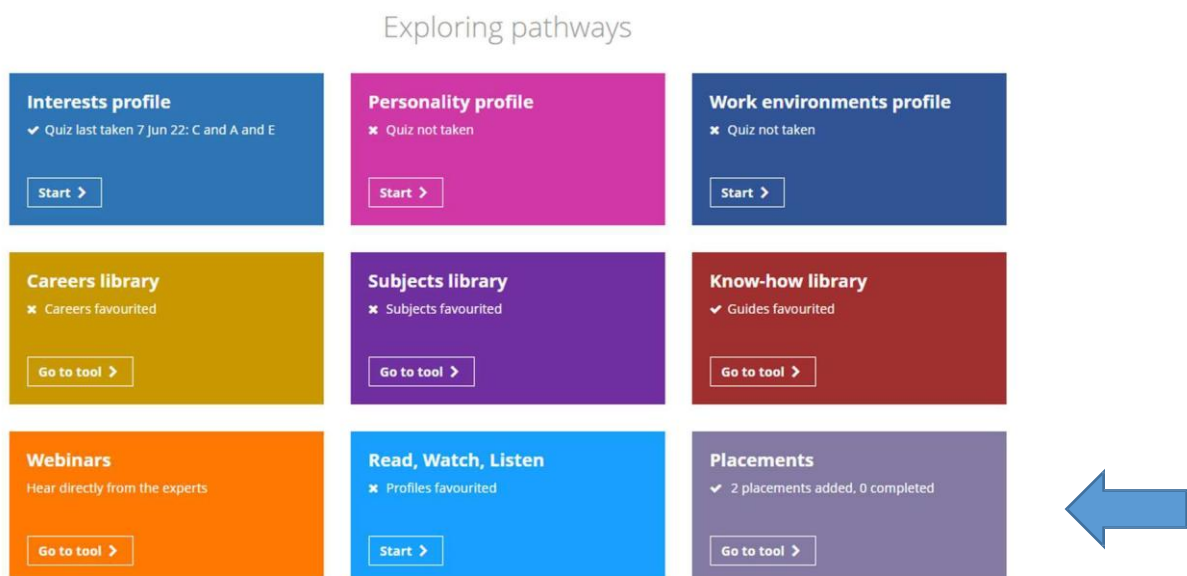 Exploring pathways
Interests profile
✔ Quiz last taken 7 Jun 22: C and A and E
Start >
Personality profile
✖ Quiz not taken
Start >
Work environments profile
✖ Quiz not taken
Start >
Careers library
✖ Careers favourited
Go to tool >
Subjects library
✖ Subjects favourited
Go to tool >
Know-how library
✔ Guides favourited
Go to tool >
Webinars
Hear directly from the experts
Go to tool >
Read, Watch, Listen
✖ Profiles favourited
Start >
Placements
✔ 2 placements added, 0 completed
Go to tool >